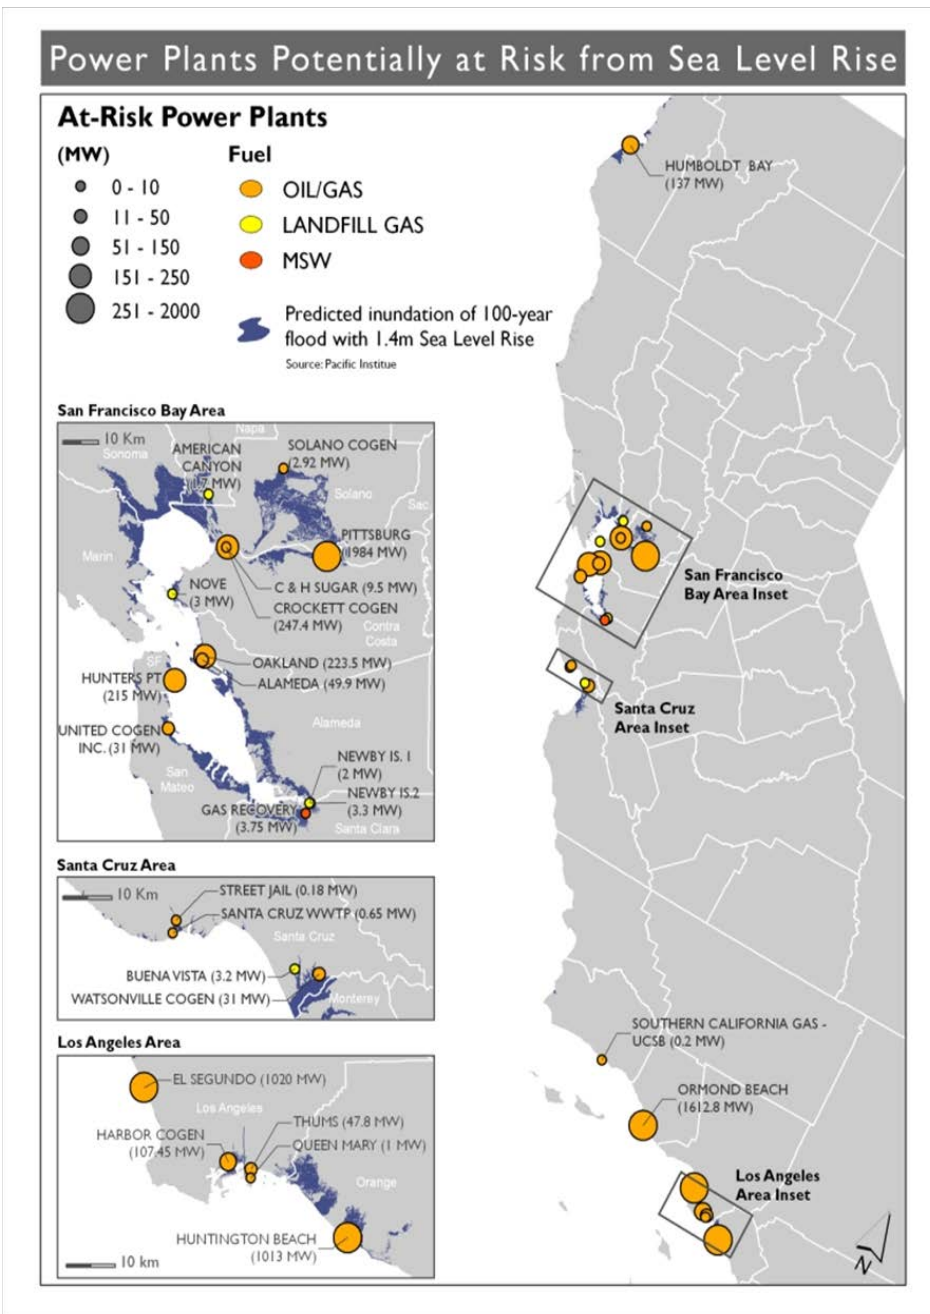 Power Plants Potentially at Risk from Sea Level Rise
At-Risk Power Plants
(MW)
0 - 10
11 - 50
51 - 150
151 - 250
251 - 2000
Fuel
OIL/GAS
LANDFILL GAS
MSW
Predicted inundation of 100-year
flood with 1.4m Sea Level Rise
Source: Pacific Institue
HUMBOLDT BAY
(137 MW)
San Francisco
Bay Area Inset
Santa Cruz
Area Inset
SOUTHERN CALIFORNIA GAS -
UCSB (0.2 MW)
ORMOND BEACH
(1612.8 MW)
Los Angeles
Area Inset
N
San Francisco Bay Area
10 Km
Napa
Sonoma
AMERICAN
CANYON
(1.7 MW)
SOLANO COGEN
(2.92 MW)
Solano
Sac
PITTSBURG
(1984 MW)
Marin
NOVE
(3 MW)
C & H SUGAR (9.5 MW)
CROCKETT COGEN
(247.4 MW)
Contra
Costa
SF
OAKLAND (223.5 MW)
ALAMEDA (49.9 MW)
HUNTERS PT
(215 MW)
UNITED COGEN
INC. (31 MW)
Alameda
San
Mateo
NEWBY IS. 1
(2 MW)
NEWBY IS.2
(3.3 MW)
GAS RECOVERY
(3.75 MW)
Santa Clara
Santa Cruz Area
10 Km
STREET JAIL (0.18 MW)
SANTA CRUZ WWTP (0.65 MW)
Santa Cruz
BUENA VISTA (3.2 MW)
WATSONVILLE COGEN (31 MW)
Monterey
Los Angeles Area
EL SEGUNDO (1020 MW)
Los Angeles
THUMS (47.8 MW)
HARBOR COGEN
(107.45 MW)
QUEEN MARY (1 MW)
Orange
HUNTINGTON BEACH
(1013 MW)
10 km